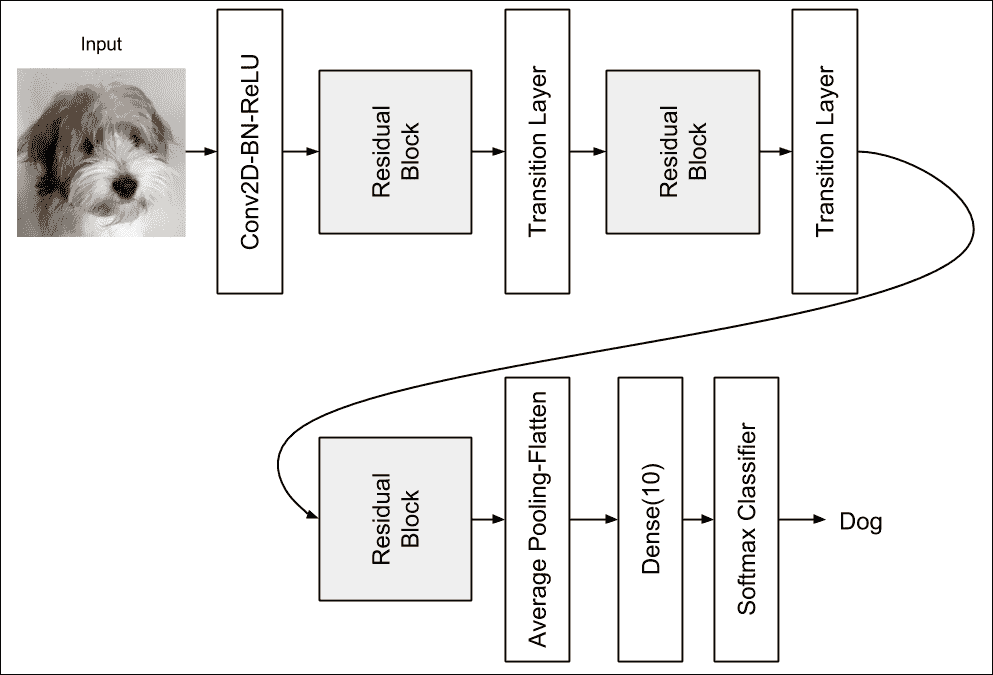 Input
Conv2D-BN-ReLU
Residual
Block
Transition Layer
Residual
Block
Transition Layer
Residual
Block
Average Pooling-Flatten
Dense(10)
Softmax Classifier
Dog